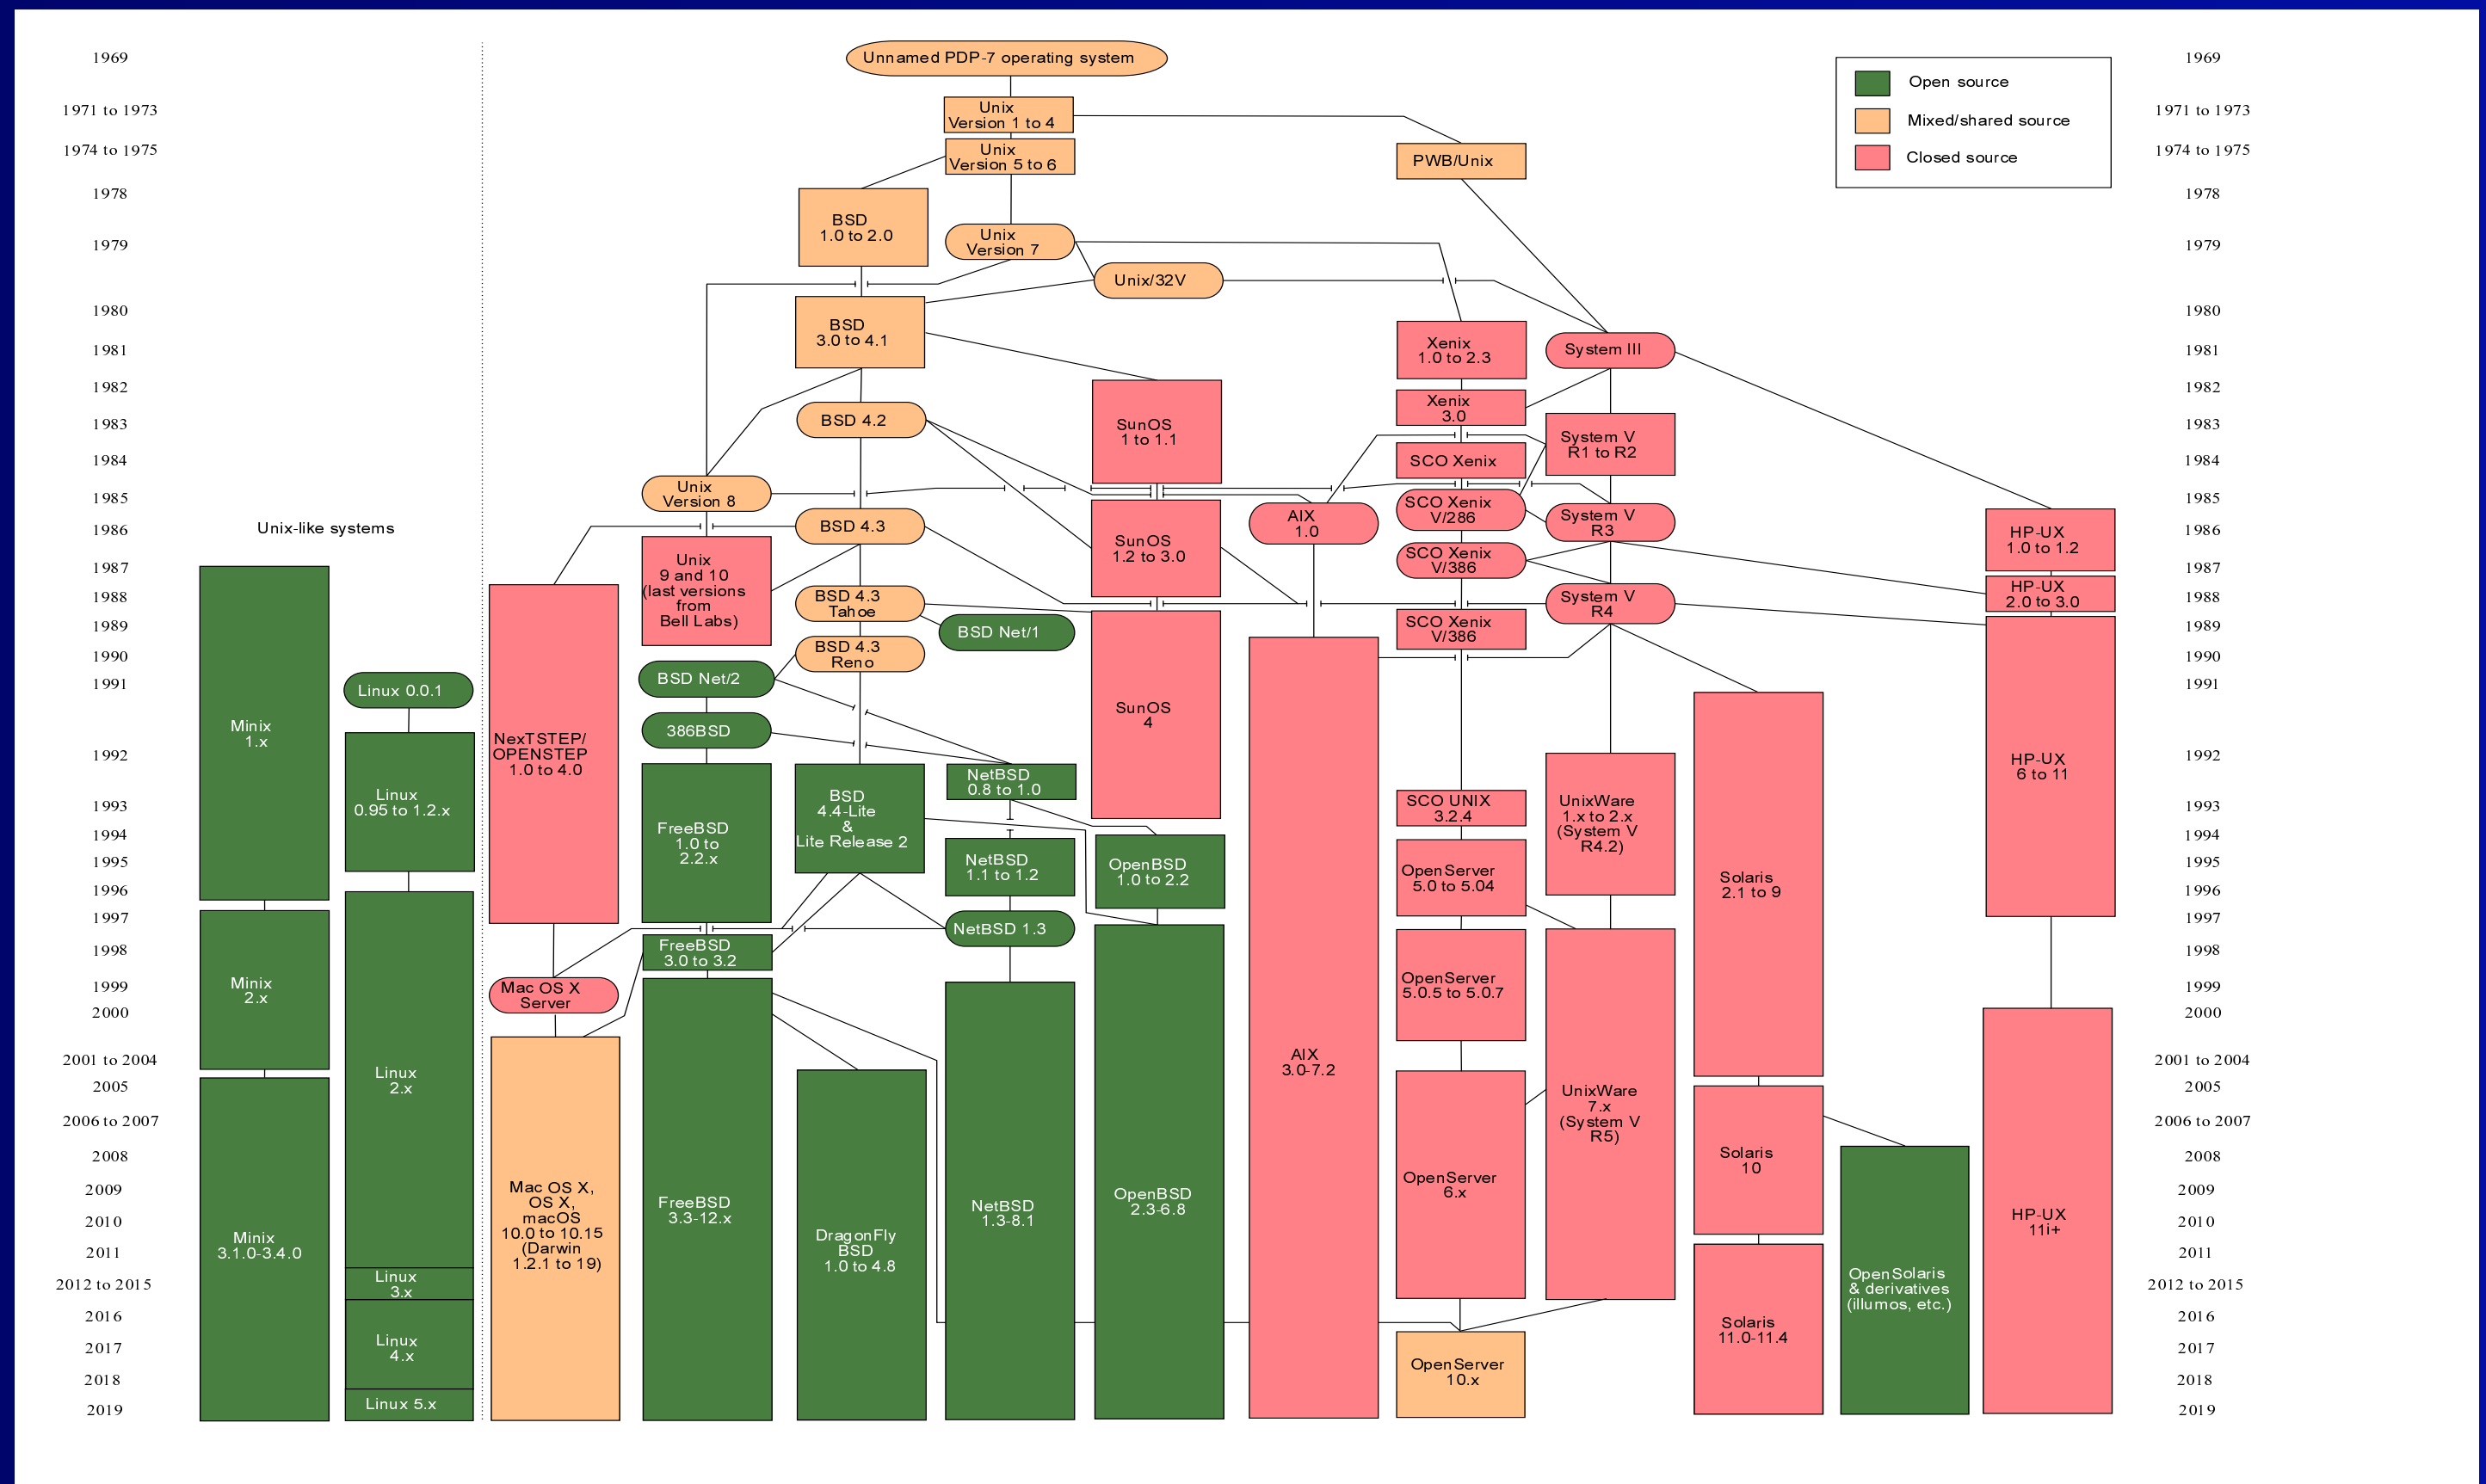 1969
1971 to 1973
1974 to 1975
1978
1979
1980
1981
1982
1983
1984
1985
1986
1987
1988
1989
1990
1991
1992
1993
1994
1995
1996
1997
1998
1999
2000
2001 to 2004
2005
2006 to 2007
2008
2009
2010
2011
2012 to 2015
2016
2017
2018
2019
Unix-like systems
Minix
1.x
Minix
2.x
Minix
3.1.0-3.4.0
Linux 0.0.1
Linux
0.95 to 1.2.x
Linux
2.x
Linux
3.x
Linux
4.x
Linux 5.x
Unnamed PDP-7 operating system
Unix
Version 1 to 4
Unix
Version 5 to 6
PWB/Unix
BSD
1.0 to 2.0
Unix
Version 7
Unix/32V
BSD
3.0 to 4.1
Xenix
1.0 to 2.3
System III
Xenix
3.0
BSD 4.2
SunOS
1 to 1.1
System V
R1 to R2
SCO Xenix
Unix
Version 8
SCO Xenix
V/286
AIX
1.0
System V
R3
BSD 4.3
SunOS
1.2 to 3.0
HP-UX
1.0 to 1.2
Unix
9 and 10
(last versions
from
Bell Labs)
SCO Xenix
V/386
HP-UX
2.0 to 3.0
BSD 4.3
Tahoe
System V
R4
BSD Net/1
SCO Xenix
V/386
BSD 4.3
Reno
BSD Net/2
386BSD
SunOS
4
NexTSTEP/
OPENSTEP
1.0 to 4.0
HP-UX
6 to 11
NetBSD
0.8 to 1.0
BSD
4.4-Lite
&
Lite Release 2
FreeBSD
1.0 to
2.2.x
SCO UNIX
3.2.4
UnixWare
1.x to 2.x
(System V
R4.2)
NetBSD
1.1 to 1.2
OpenBSD
1.0 to 2.2
OpenServer
5.0 to 5.04
Solaris
2.1 to 9
NetBSD 1.3
FreeBSD
3.0 to 3.2
OpenServer
5.0.5 to 5.0.7
Mac OS X
Server
AIX
3.0-7.2
UnixWare
7.x
(System V
R5)
Solaris
10
OpenServer
6.x
Mac OS X,
OS X,
macOS
10.0 to 10.15
(Darwin
1.2.1 to 19)
FreeBSD
3.3-12.x
DragonFly
BSD
1.0 to 4.8
NetBSD
1.3-8.1
OpenBSD
2.3-6.8
HP-UX
11i+
OpenSolaris
& derivatives
(illumos, etc.)
Solaris
11.0-11.4
OpenServer
10.x
Open source
Mixed/shared source
Closed source
1969
1971 to 1973
1974 to 1975
1978
1979
1980
1981
1982
1983
1984
1985
1986
1987
1988
1989
1990
1991
1992
1993
1994
1995
1996
1997
1998
1999
2000
2001 to 2004
2005
2006 to 2007
2008
2009
2010
2011
2012 to 2015
2016
2017
2018
2019